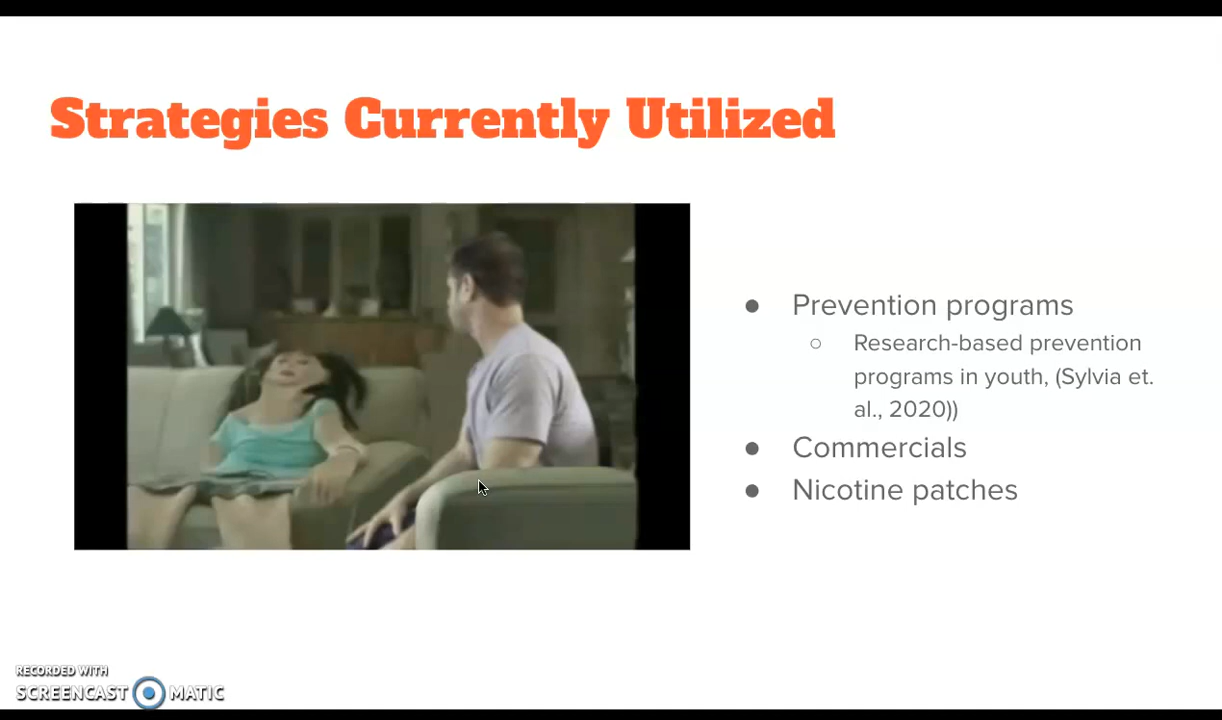 Strategies Currently Utilized
● Prevention programs
○ Research-based prevention
programs in youth, (Sylvia et.
al., 2020))
● Commercials
● Nicotine patches
RECORDED WITH
SCREENCAST MATIC